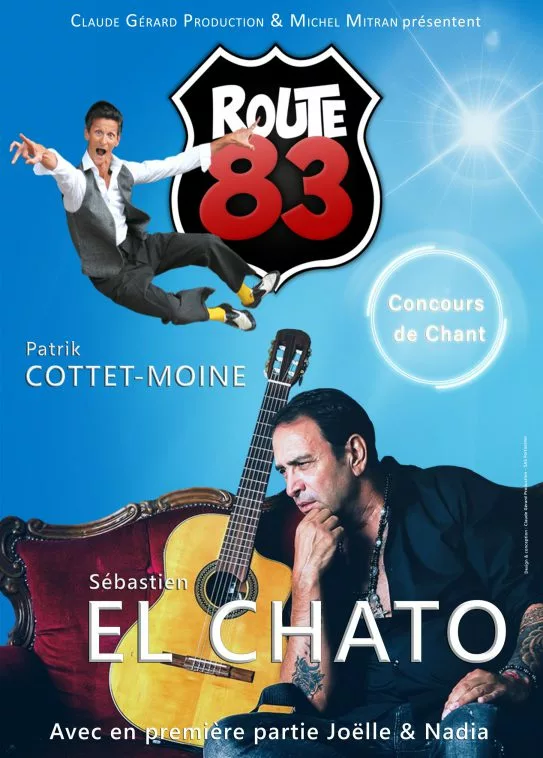 Claude Gérard Production & Michel Mitran présentent
ROUTE
83
Concours
de Chant
Patrik
COTTET-MOINE
Sébastien
EL CHATO
Avec en première partie Joëlle & Nadia